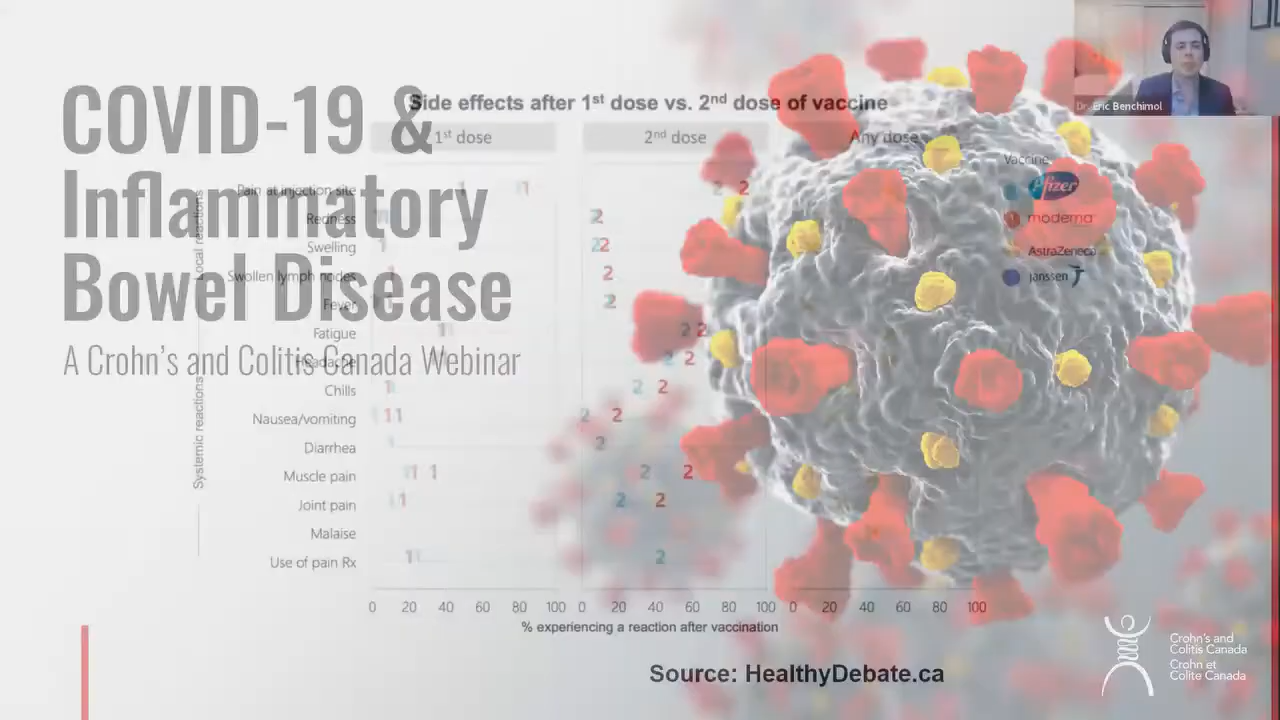 COVID-19 &
Inflammatory
Bowel Disease
A Crohn's and Colitis Canada Webinar
Side effects after 1st dose vs. 2nd dose of vaccine
1st dose
2nd dose
Any dose
Vaccine
Pfizer
moderna
AstraZeneca
janssen
Local reactions
Pain at injection site
Redness
Swelling
Swollen lymph nodes
Fever
Systemic reactions
Fatigue
Headache
Chills
Nausea/vomiting
Diarrhea
Muscle pain
Joint pain
Malaise
Use of pain Rx
0 20 40 60 80 100 0 20 40 60 80 100 0 20 40 60 80 100
% experiencing a reaction after vaccination
Source: HealthyDebate.ca
Dr. Eric Benchimol
Crohn's and
Colitis Canada
Crohn et
Colite Canada